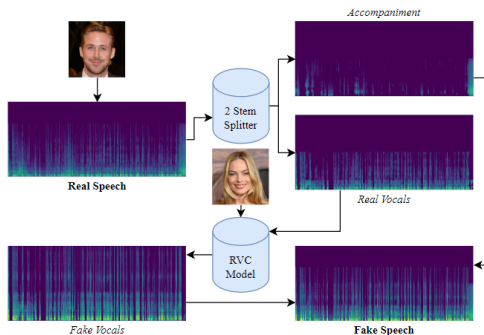 Accompaniment
2 Stem
Splitter
Real Speech
Real Vocals
RVC
Model
Fake Vocals
Fake Speech